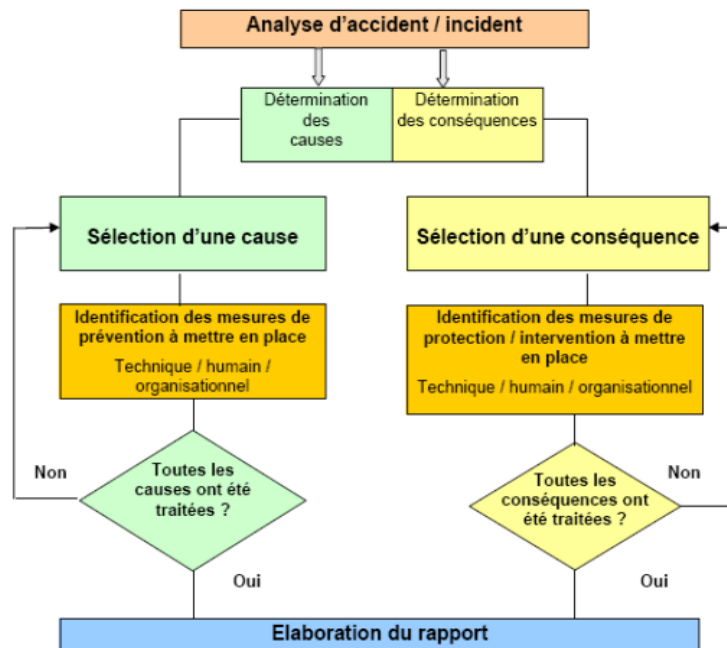 Analyse d'accident / incident
Détermination
des
causes
Détermination
des conséquences
Sélection d'une cause
Sélection d'une conséquence
Identification des mesures de
prévention à mettre en place
Technique / humain /
organisationnel
Identification des mesures de
protection / intervention à mettre
en place
Technique / humain / organisationnel
Non
Toutes les
causes ont été
traitées ?
Toutes les
conséquences ont
été traitées ?
Non
Oui
Oui
Elaboration du rapport